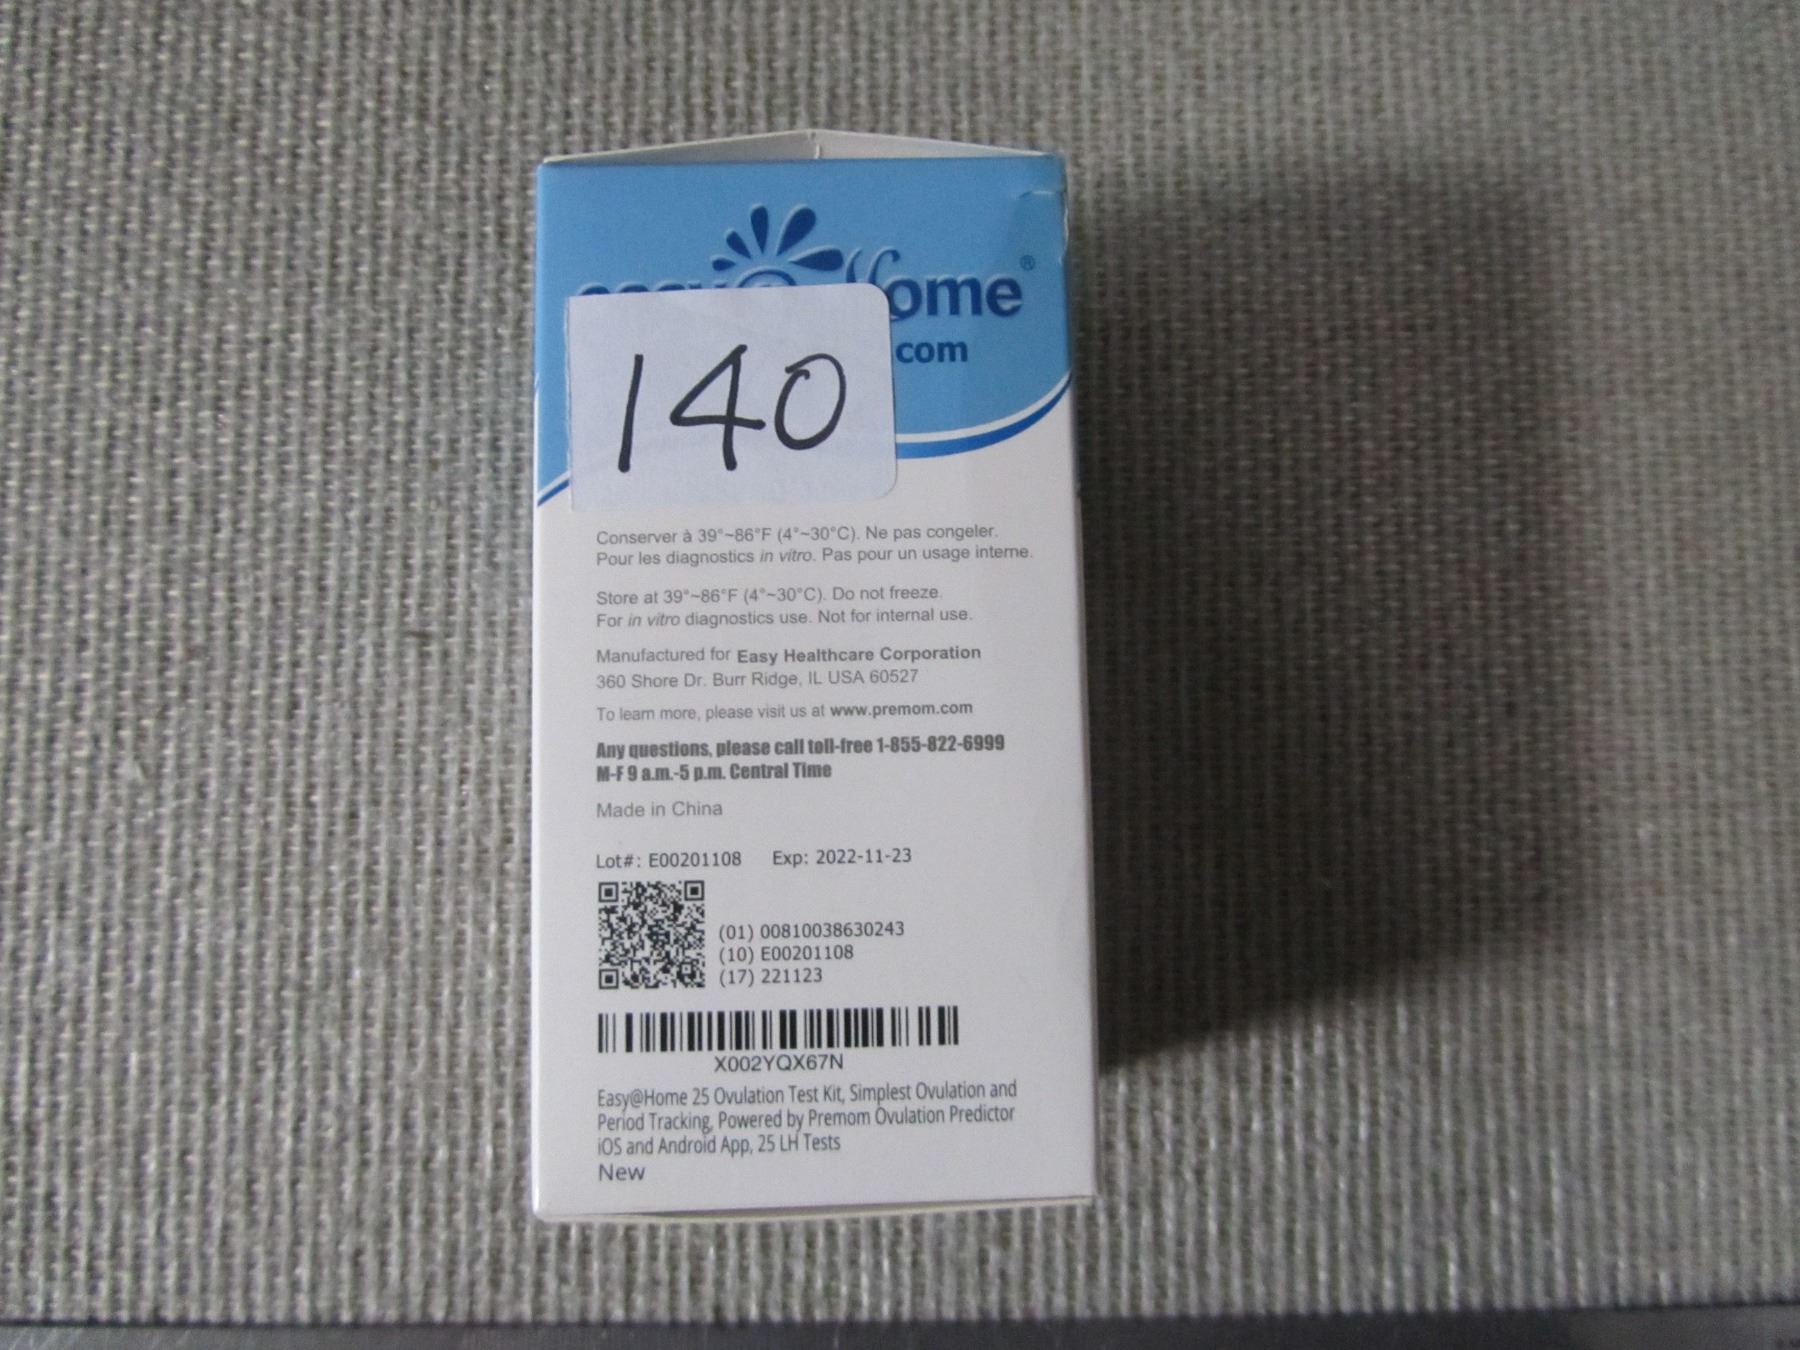 ome®
com
140
Conserver à 39°~86°F (4°~30°C). Ne pas congeler.
Pour les diagnostics in vitro. Pas pour un usage interne.
Store at 39°~86°F (4°~30°C). Do not freeze.
For in vitro diagnostics use. Not for internal use.
Manufactured for Easy Healthcare Corporation
360 Shore Dr. Burr Ridge, IL USA 60527
To learn more, please visit us at www.premom.com
Any questions, please call toll-free 1-855-822-6999
M-F 9 a.m.-5 p.m. Central Time
Made in China
Lot#: E00201108 Exp: 2022-11-23
(01) 00810038630243
(10) E00201108
(17) 221123
X002YQX67N
Easy@Home 25 Ovulation Test Kit, Simplest Ovulation and
Period Tracking, Powered by Premom Ovulation Predictor
iOS and Android App, 25 LH Tests
New